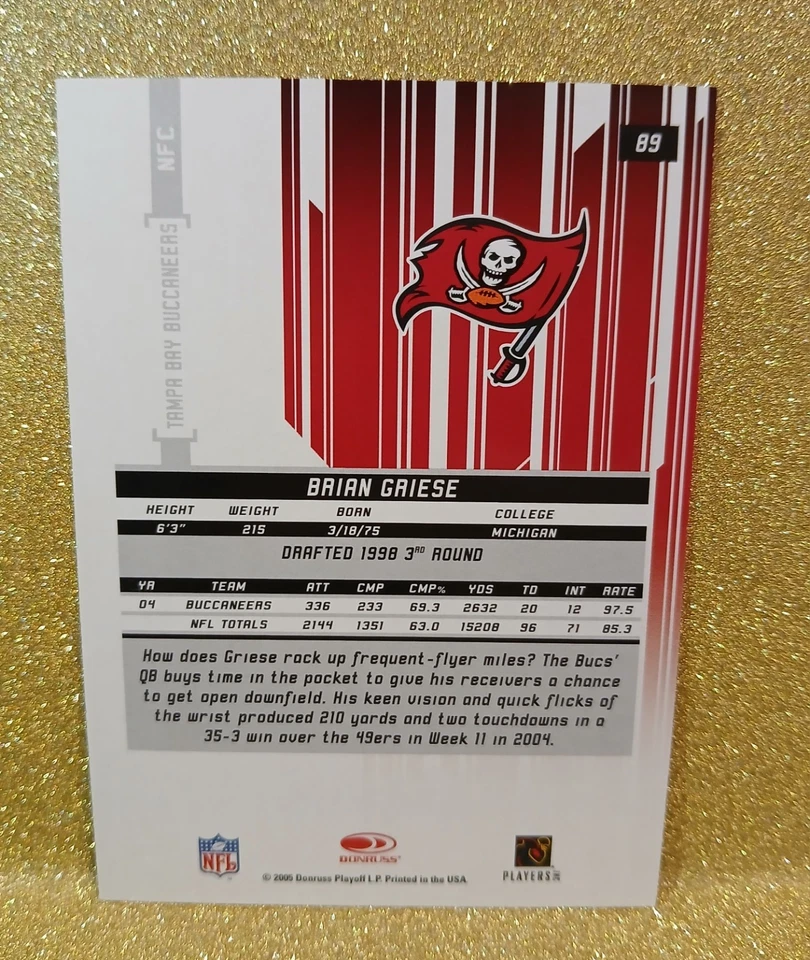 NFC
TAMPA BAY BUCCANEERS
89
BRIAN GRIESE
HEIGHT WEIGHT BORN COLLEGE
6'3" 215 3/18/75 MICHIGAN
DRAFTED 1998 3RD ROUND
YR TEAM ATT CMP CMP% YDS TD INT RATE
04 BUCCANEERS 336 233 69.3 2632 20 12 97.5
NFL TOTALS 2144 1351 63.0 15208 96 71 85.3
How does Griese rack up frequent-flyer miles? The Bucs'
QB buys time in the pocket to give his receivers a chance
to get open downfield. His keen vision and quick flicks of
the wrist produced 210 yards and two touchdowns in a
35-3 win over the 49ers in Week 11 in 2004.
NFL
DONRUSS
PLAYERS INC
© 2005 Donruss Playoff L.P. Printed in the USA